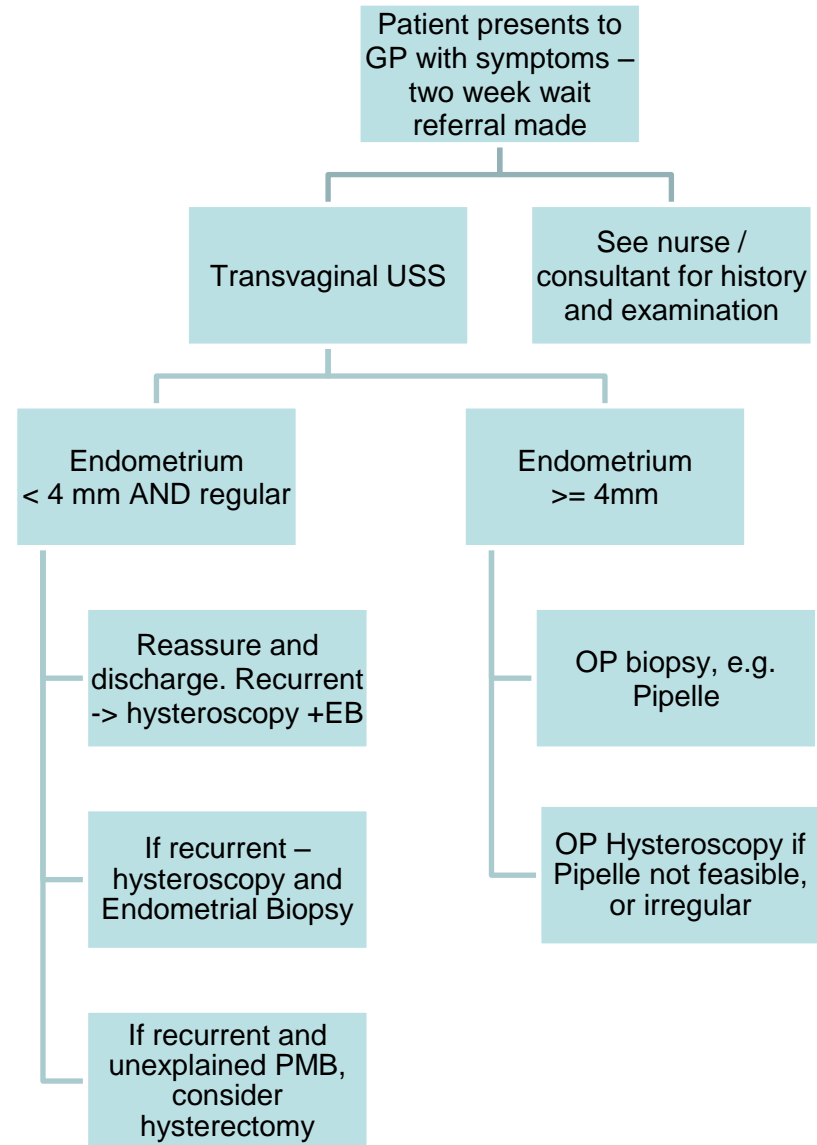 Patient presents to
GP with symptoms –
two week wait
referral made
Transvaginal USS
See nurse /
consultant for history
and examination
Endometrium
< 4 mm AND regular
Endometrium
>= 4mm
Reassure and
discharge. Recurrent
-> hysteroscopy +EB
OP biopsy, e.g.
Pipelle
If recurrent –
hysteroscopy and
Endometrial Biopsy
OP Hysteroscopy if
Pipelle not feasible,
or irregular
If recurrent and
unexplained PMB,
consider
hysterectomy